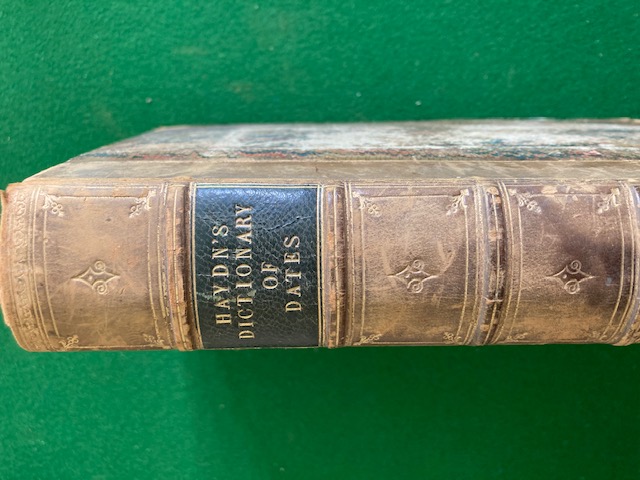 HAYDN'S
DICTIONARY
OF
DATES